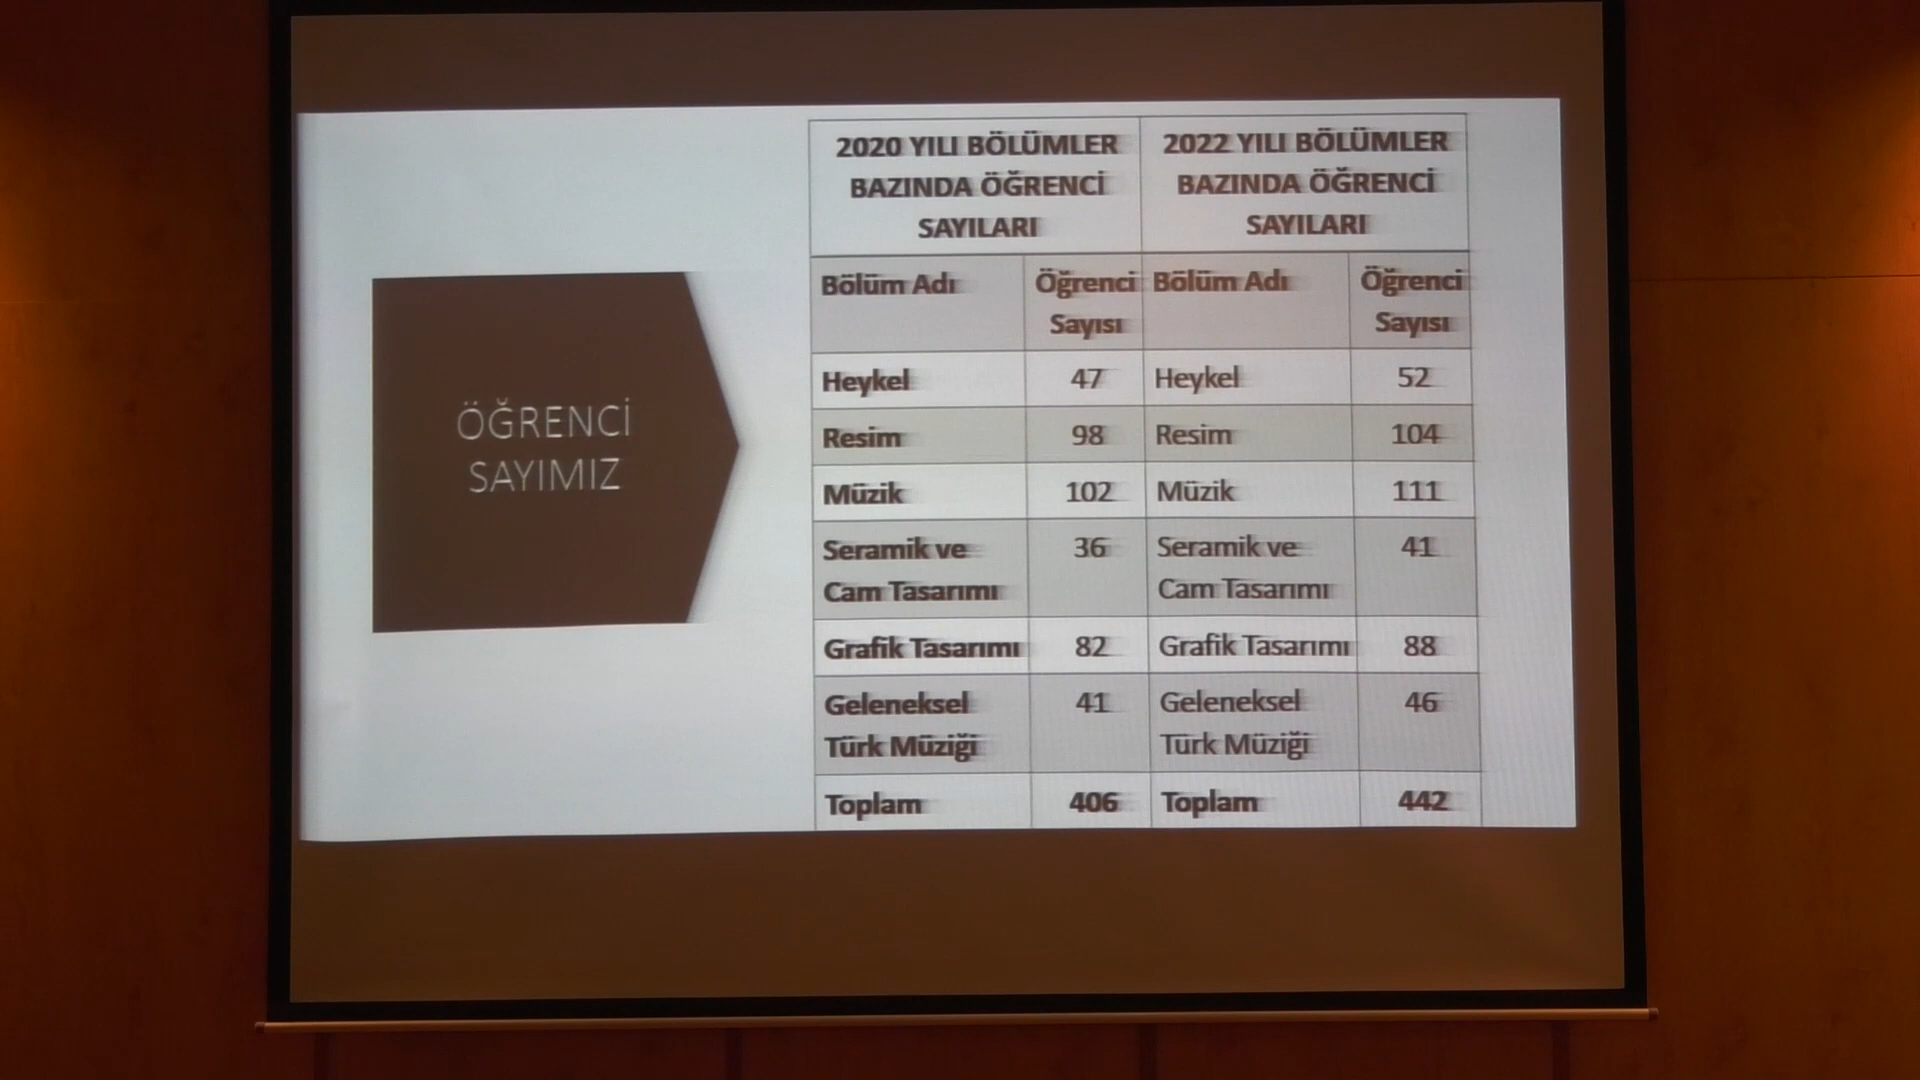 ÖĞRENCİ
SAYIMIZ
2020 YILI BÖLÜMLER
BAZINDA ÖĞRENCİ
SAYILARI
2022 YILI BÖLÜMLER
BAZINDA ÖĞRENCİ
SAYILARI
Bölüm Adı
Öğrenci
Sayısı
Bölüm Adı
Öğrenci
Sayısı
Heykel 47 Heykel 52
Resim 98 Resim 104
Müzik 102 Müzik 111
Seramik ve
Cam Tasarımı
36
Seramik ve
Cam Tasarımı
41
Grafik Tasarımı 82 Grafik Tasarımı 88
Geleneksel
Türk Müziği
41
Geleneksel
Türk Müziği
46
Toplam 406 Toplam 442